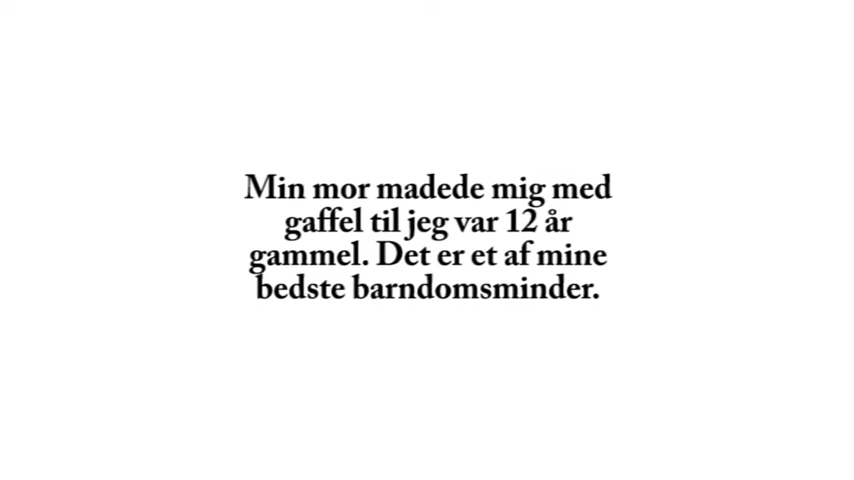 Min mor madede mig med
gaffel til jeg var 12 år
gammel. Det er et af mine
bedste barndomsminder.